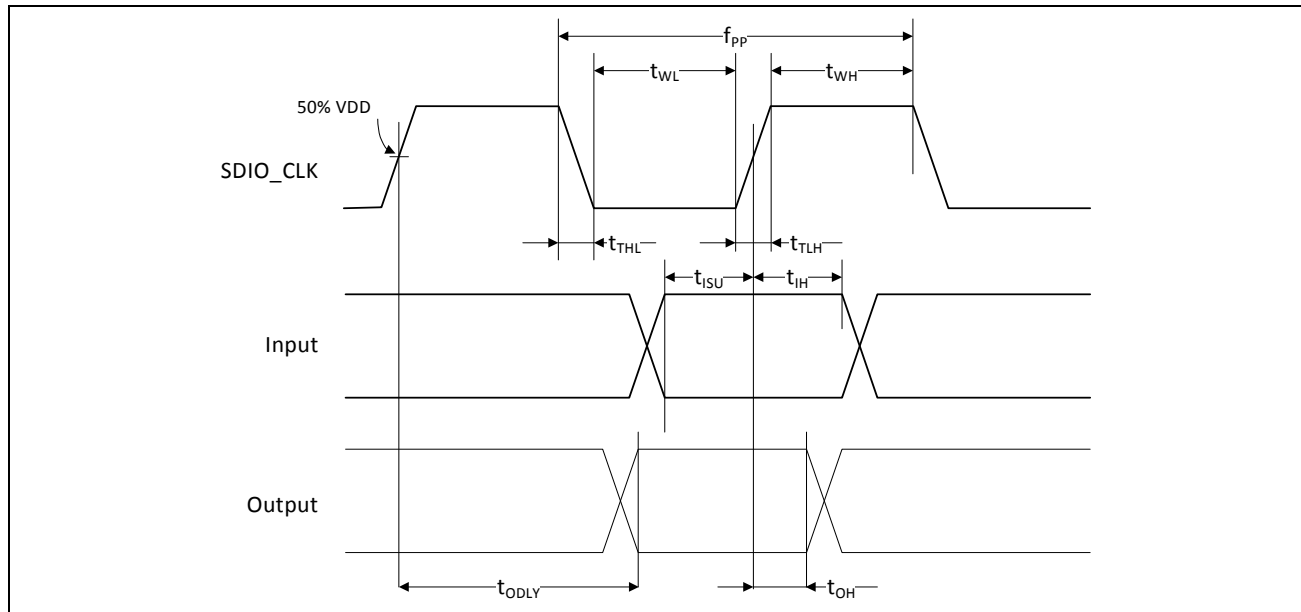 fPP
tWL
tWH
50% VDD
SDIO_CLK
tTHL
tTLH
tISU
tIH
Input
Output
tODLY
tOH